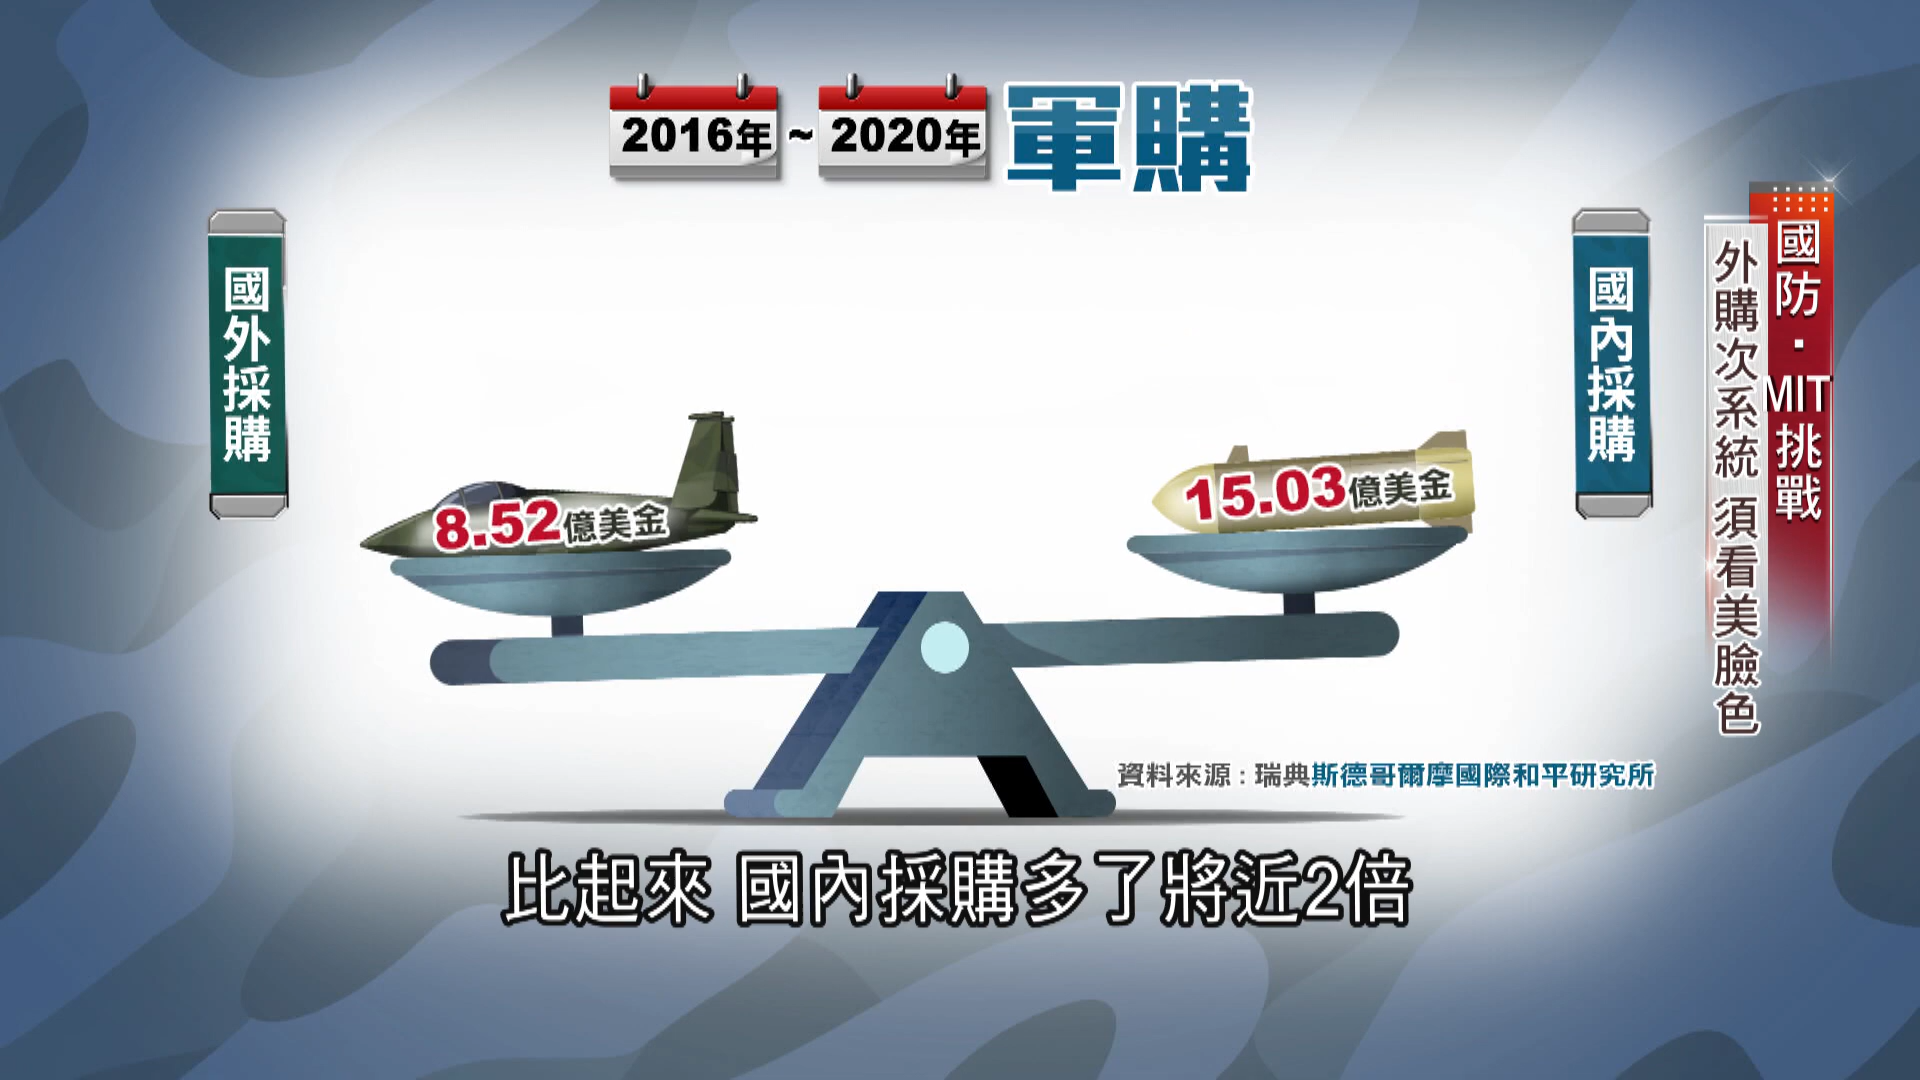 2016年~2020年軍購
國外採購
8.52億美金
15.03億美金
國內採購
國防·MIT挑戰
外購次系統 須看美臉色
資料來源:瑞典斯德哥爾摩國際和平研究所
比起來 國內採購多了將近2倍